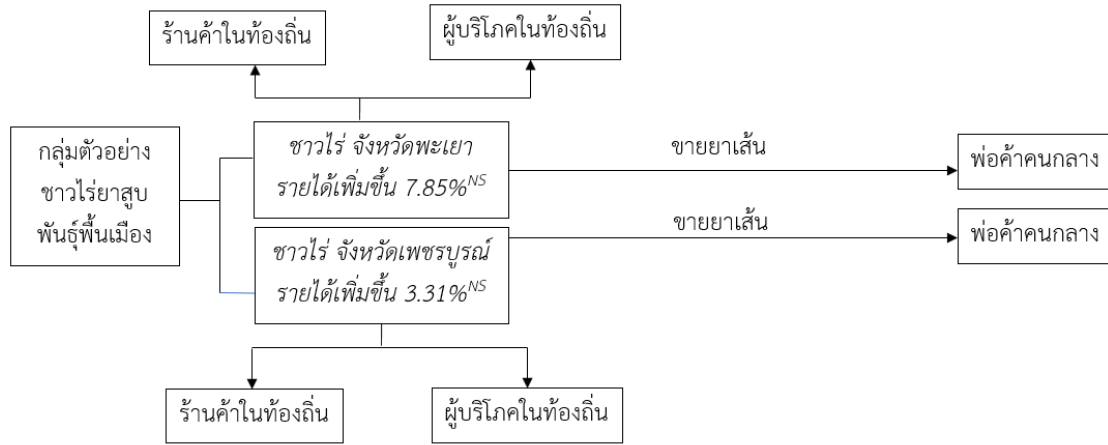 ร้านค้าในท้องถิ่น
ผู้บริโภคในท้องถิ่น
กลุ่มตัวอย่าง
ชาวไร่ยาสูบ
พันธุ์พื้นเมือง
ชาวไร่ จังหวัดพะเยา
รายได้เพิ่มขึ้น 7.85%NS
ขายยาเส้น
พ่อค้าคนกลาง
ชาวไร่ จังหวัดเพชรบูรณ์
รายได้เพิ่มขึ้น 3.31%NS
ขายยาเส้น
พ่อค้าคนกลาง
ร้านค้าในท้องถิ่น
ผู้บริโภคในท้องถิ่น